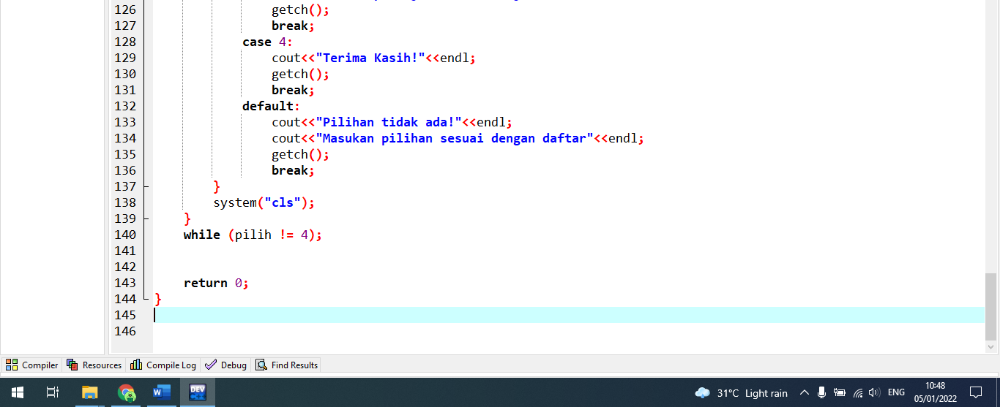 126 getch();
127 break;
128 case 4:
129 cout<<"Terima Kasih!"<<endl;
130 getch();
131 break;
132 default:
133 cout<<"Pilihan tidak ada!"<<endl;
134 cout<<"Masukan pilihan sesuai dengan daftar"<<endl;
135 getch();
136 break;
137 }
138 system("cls");
139 }
140 while (pilih != 4);
141
142
143 return 0;
144 }
145
146
Compiler Resources Compile Log Debug Find Results
W DEV 31°C Light rain ENG 10:48
05/01/2022